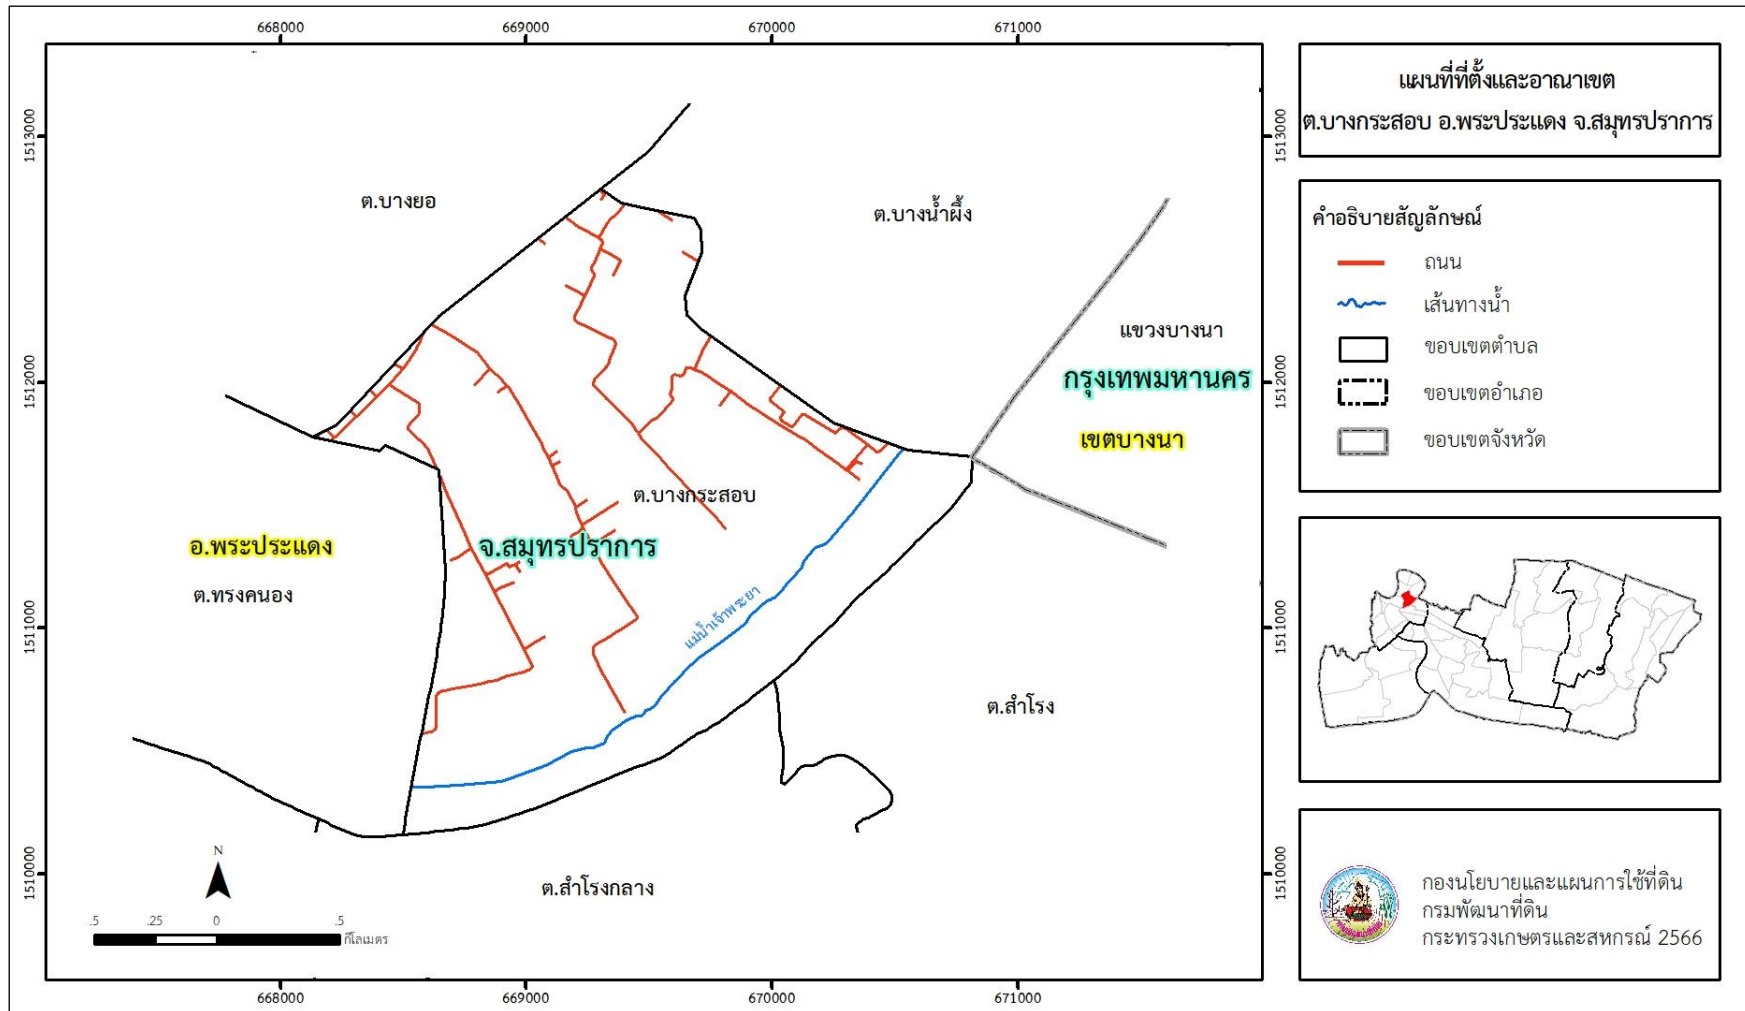 668000
669000
670000
671000
1513000
1513000
แผนที่ที่ตั้งและอาณาเขต
ต.บางกระสอบ อ.พระประแดง จ.สมุทรปราการ
ต.บางยอ
ต.บางน้ำผึ้ง
คำอธิบายสัญลักษณ์
ถนน
เส้นทางน้ำ
ขอบเขตตำบล
ขอบเขตอำเภอ
ขอบเขตจังหวัด
แขวงบางนา
กรุงเทพมหานคร
เขตบางนา
1512000
1512000
ต.บางกระสอบ
อ.พระประแดง
จ.สมุทรปราการ
ต.ทรงคนอง
แม่น้ำเจ้าพระยา
1511000
1511000
ต.สำโรง
ต.สำโรงกลาง
1510000
1510000
N
.5 .25 0 .5
กิโลเมตร
กองนโยบายและแผนการใช้ที่ดิน
กรมพัฒนาที่ดิน
กระทรวงเกษตรและสหกรณ์ 2566
668000
669000
670000
671000